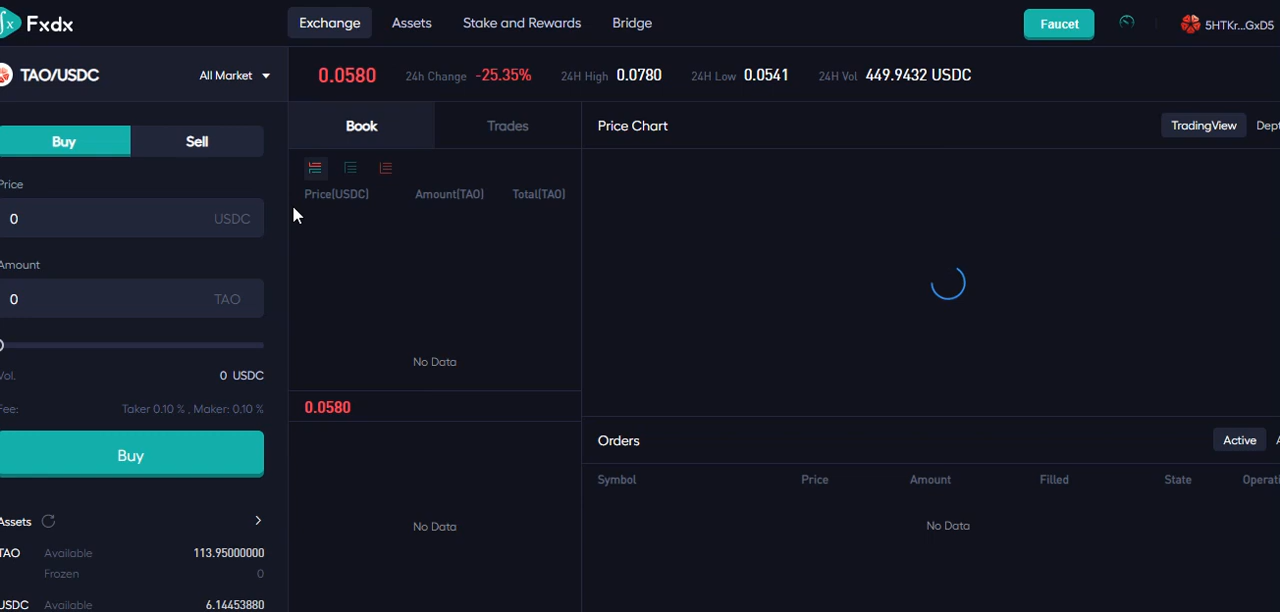 Fxdx
Exchange
Assets
Stake and Rewards
Bridge
Faucet
5HTKr...GxD5
TAO/USDC
All Market
0.0580
24h Change -25.35%
24H High 0.0780
24H Low 0.0541
24H Vol 449.9432 USDC
Buy
Sell
Price
0 USDC
Amount
0 TAO
Vol. 0 USDC
Fee: Taker 0.10 % , Maker: 0.10 %
Buy
Assets
TAO Available 113.95000000
Frozen 0
USDC Available 6.14453880
Book
Trades
Price(USDC) Amount(TAO) Total(TAO)
No Data
0.0580
No Data
Price Chart
TradingView
Dept
Orders
Active
A
Symbol Price Amount Filled State Operati
No Data